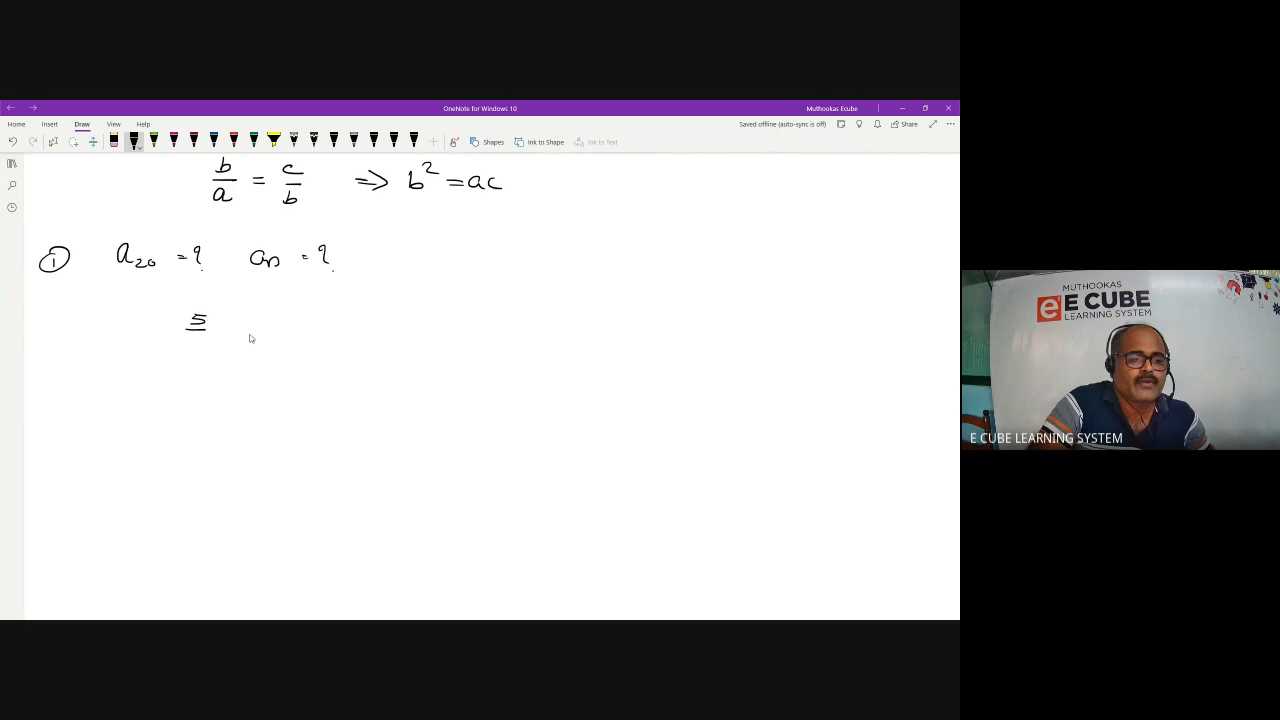 OneNote for Windows 10
Muthookas Ecube
Home Insert Draw View Help
Saved offline (auto-sync is off)
Share
Shapes
Ink to Shape
Ink to Text
b/a = c/b => b² = ac
① a₂₀ = ? aₙ = ?
5
MUTHOOKAS
e³ E CUBE
LEARNING SYSTEM
E CUBE LEARNING SYSTEM